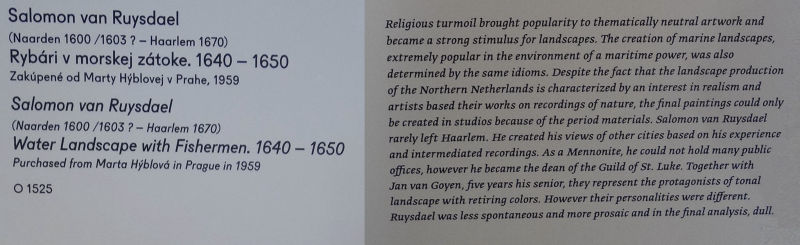 Salomon van Ruysdael
(Naarden 1600 /1603 ? – Haarlem 1670)
Rybári v morskej zátoke. 1640 – 1650
Zakúpené od Marty Hýblovej v Prahe, 1959
Salomon van Ruysdael
(Naarden 1600 /1603 ? – Haarlem 1670)
Water Landscape with Fishermen. 1640 – 1650
Purchased from Marta Hýblová in Prague in 1959
O 1525
Religious turmoil brought popularity to thematically neutral artwork and
became a strong stimulus for landscapes. The creation of marine landscapes,
extremely popular in the environment of a maritime power, was also
determined by the same idioms. Despite the fact that the landscape production
of the Northern Netherlands is characterized by an interest in realism and
artists based their works on recordings of nature, the final paintings could only
be created in studios because of the period materials. Salomon van Ruysdael
rarely left Haarlem. He created his views of other cities based on his experience
and intermediated recordings. As a Mennonite, he could not hold many public
offices, however he became the dean of the Guild of St. Luke. Together with
Jan van Goyen, five years his senior, they represent the protagonists of tonal
landscape with retiring colors. However their personalities were different.
Ruysdael was less spontaneous and more prosaic and in the final analysis, dull.